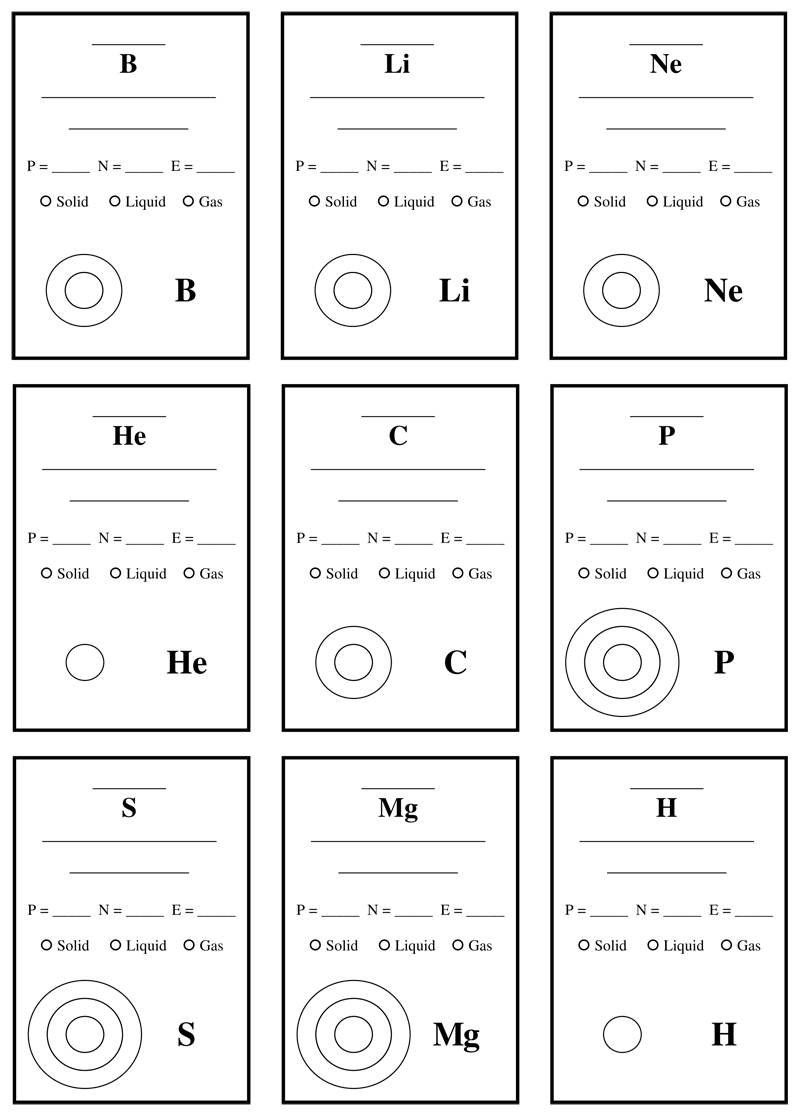 B
P = _____ N = _____ E = _____
Solid Liquid Gas
B
Li
P = _____ N = _____ E = _____
Solid Liquid Gas
Li
Ne
P = _____ N = _____ E = _____
Solid Liquid Gas
Ne
He
P = _____ N = _____ E = _____
Solid Liquid Gas
He
C
P = _____ N = _____ E = _____
Solid Liquid Gas
C
P
P = _____ N = _____ E = _____
Solid Liquid Gas
P
S
P = _____ N = _____ E = _____
Solid Liquid Gas
S
Mg
P = _____ N = _____ E = _____
Solid Liquid Gas
Mg
H
P = _____ N = _____ E = _____
Solid Liquid Gas
H